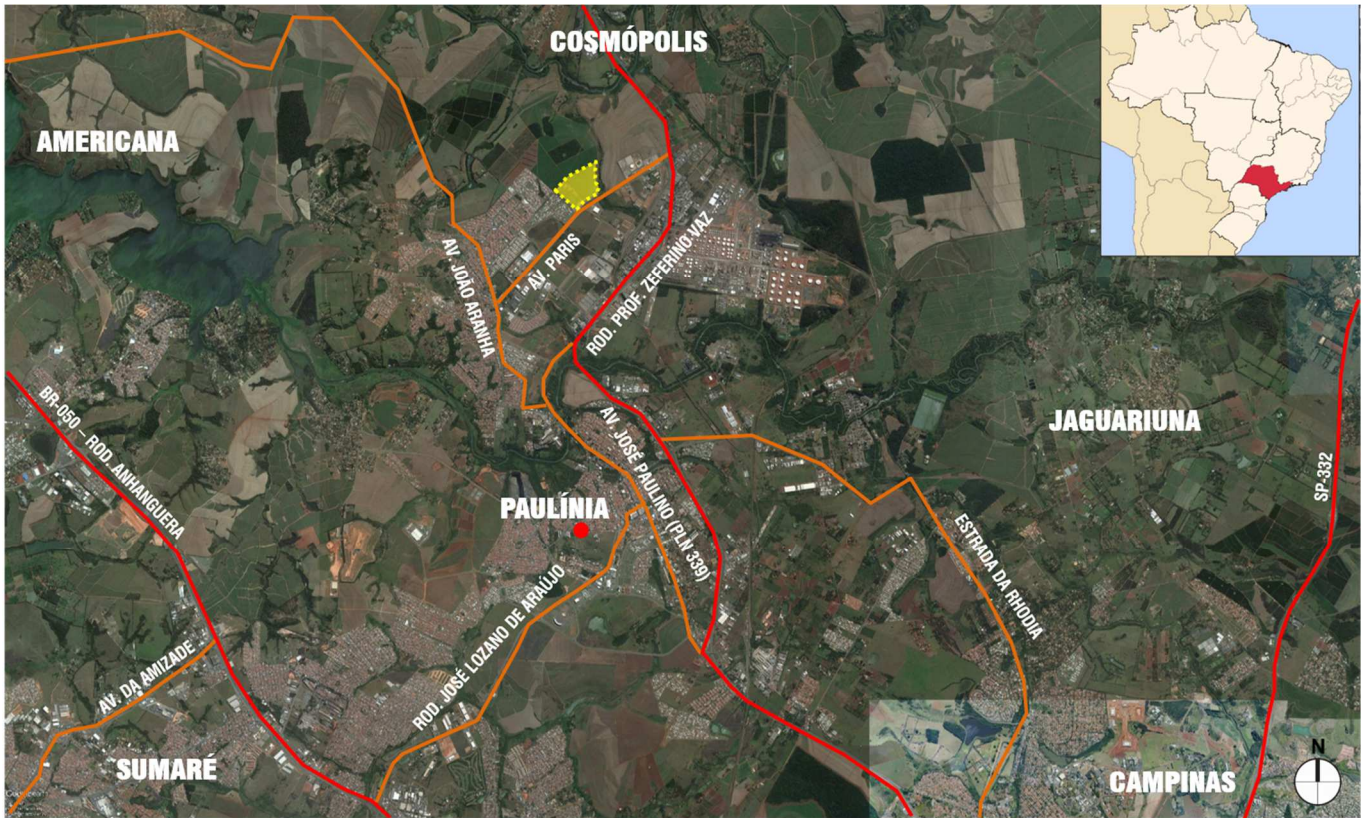 COSMÓPOLIS
AMERICANA
AV. JOÃO ARANHA
AV. PARIS
ROD. PROF. ZEFERINO VAZ
BR-050 - ROD. ANHANGUERA
AV. JOSÉ PAULINO (PLN 339)
JAGUARIUNA
SP-332
PAULÍNIA
ESTRADA DA RHODIA
ROD. JOSÉ LOZANO DE ARAÚJO
AV. DA AMIZADE
SUMARÉ
CAMPINAS
N